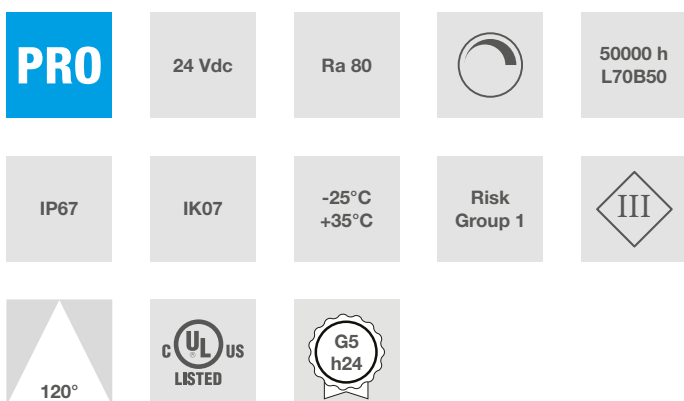 PRO
24 Vdc
Ra 80
50000 h
L70B50
IP67
IK07
-25°C
+35°C
Risk
Group 1
III
120°
C UL US
®
LISTED
G5
h24